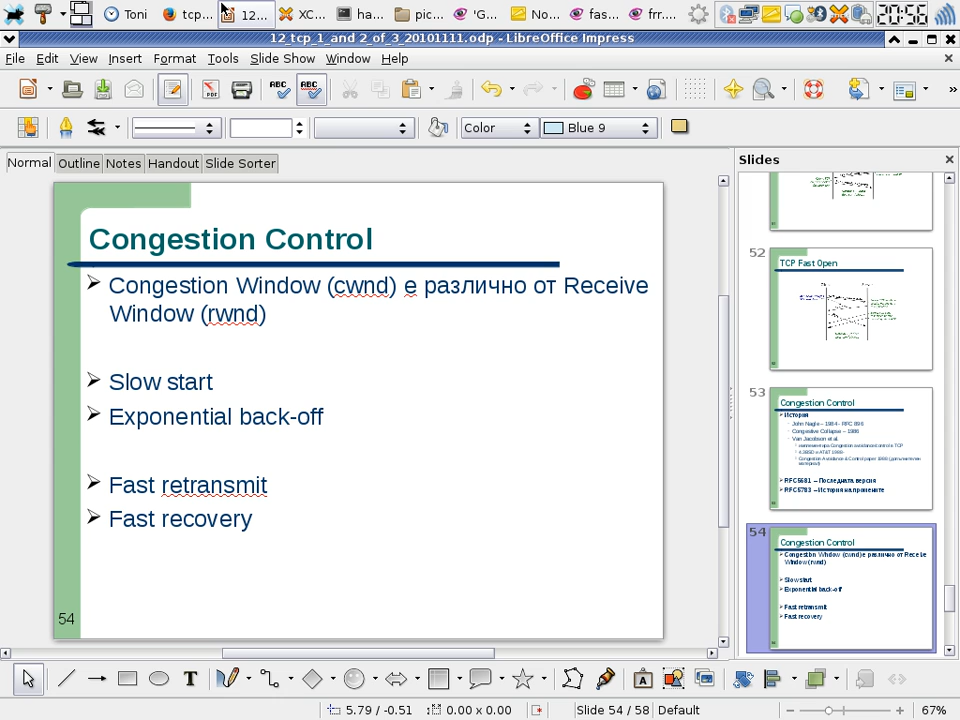 Toni
tcp...
12...
XC...
ha...
pic...
'G...
No...
fas...
frr....
20:56
12_tcp_1_and 2_of_3_20101111.odp - LibreOffice Impress
File Edit View Insert Format Tools Slide Show Window Help
Color
Blue 9
Normal Outline Notes Handout Slide Sorter
Slides
Congestion Control
Congestion Window (cwnd) е различно от Receive
Window (rwnd)
Slow start
Exponential back-off
Fast retransmit
Fast recovery
54
52
TCP Fast Open
53
Congestion Control
История
John Nagle – 1984 - RFC 896
Congestive Collapse – 1986
Van Jacobson et al.
RFC5681 – Последната версия
RFC5783 – История на промените
54
Congestion Control
Congestion Window (cwnd) е различно от Receive
Window (rwnd)
Slow start
Exponential back-off
Fast retransmit
Fast recovery
5.79 / -0.51
0.00 x 0.00
Slide 54 / 58
Default
67%